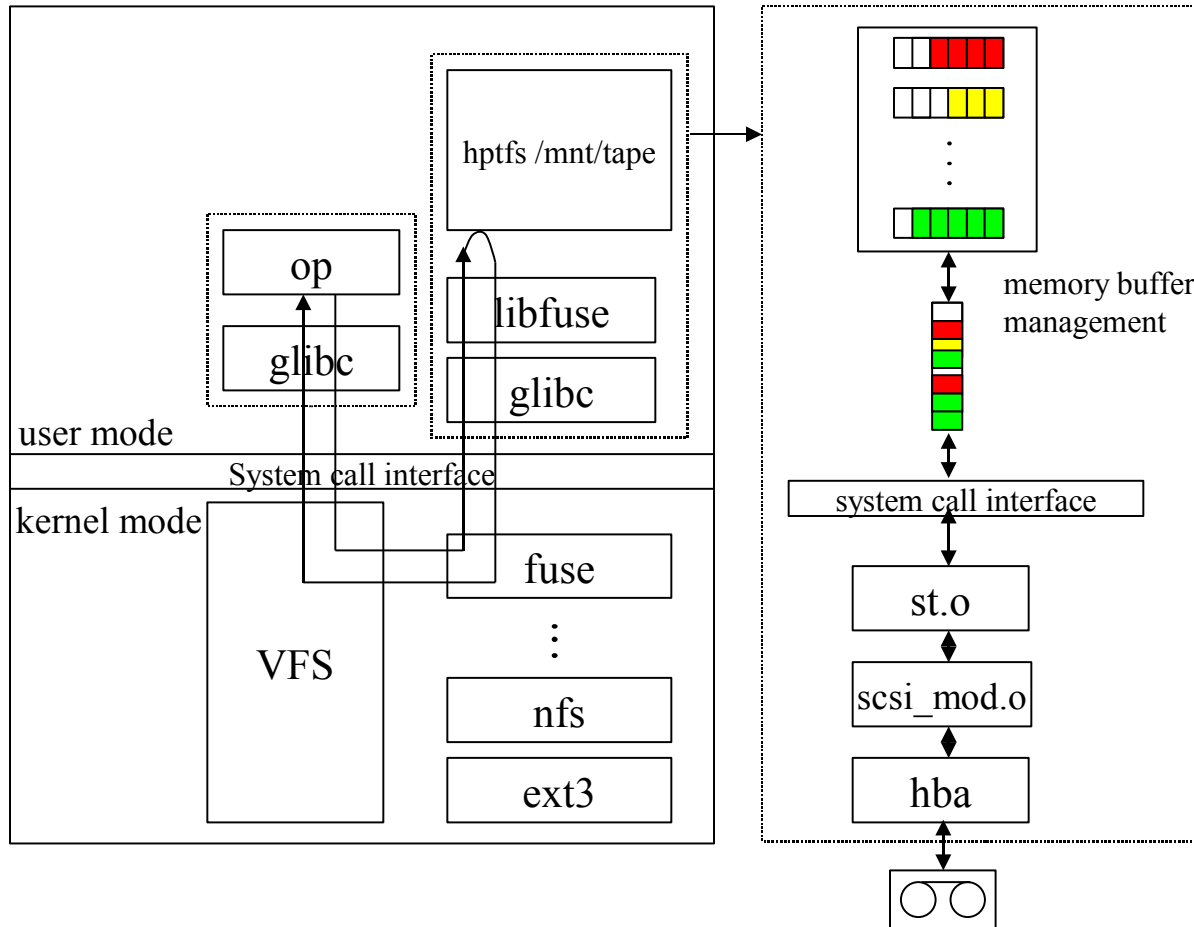 hptfs /mnt/tape
op
libfuse
glibc
glibc
user mode
System call interface
kernel mode
fuse
VFS
nfs
ext3
memory buffer
management
system call interface
st.o
scsi_mod.o
hba